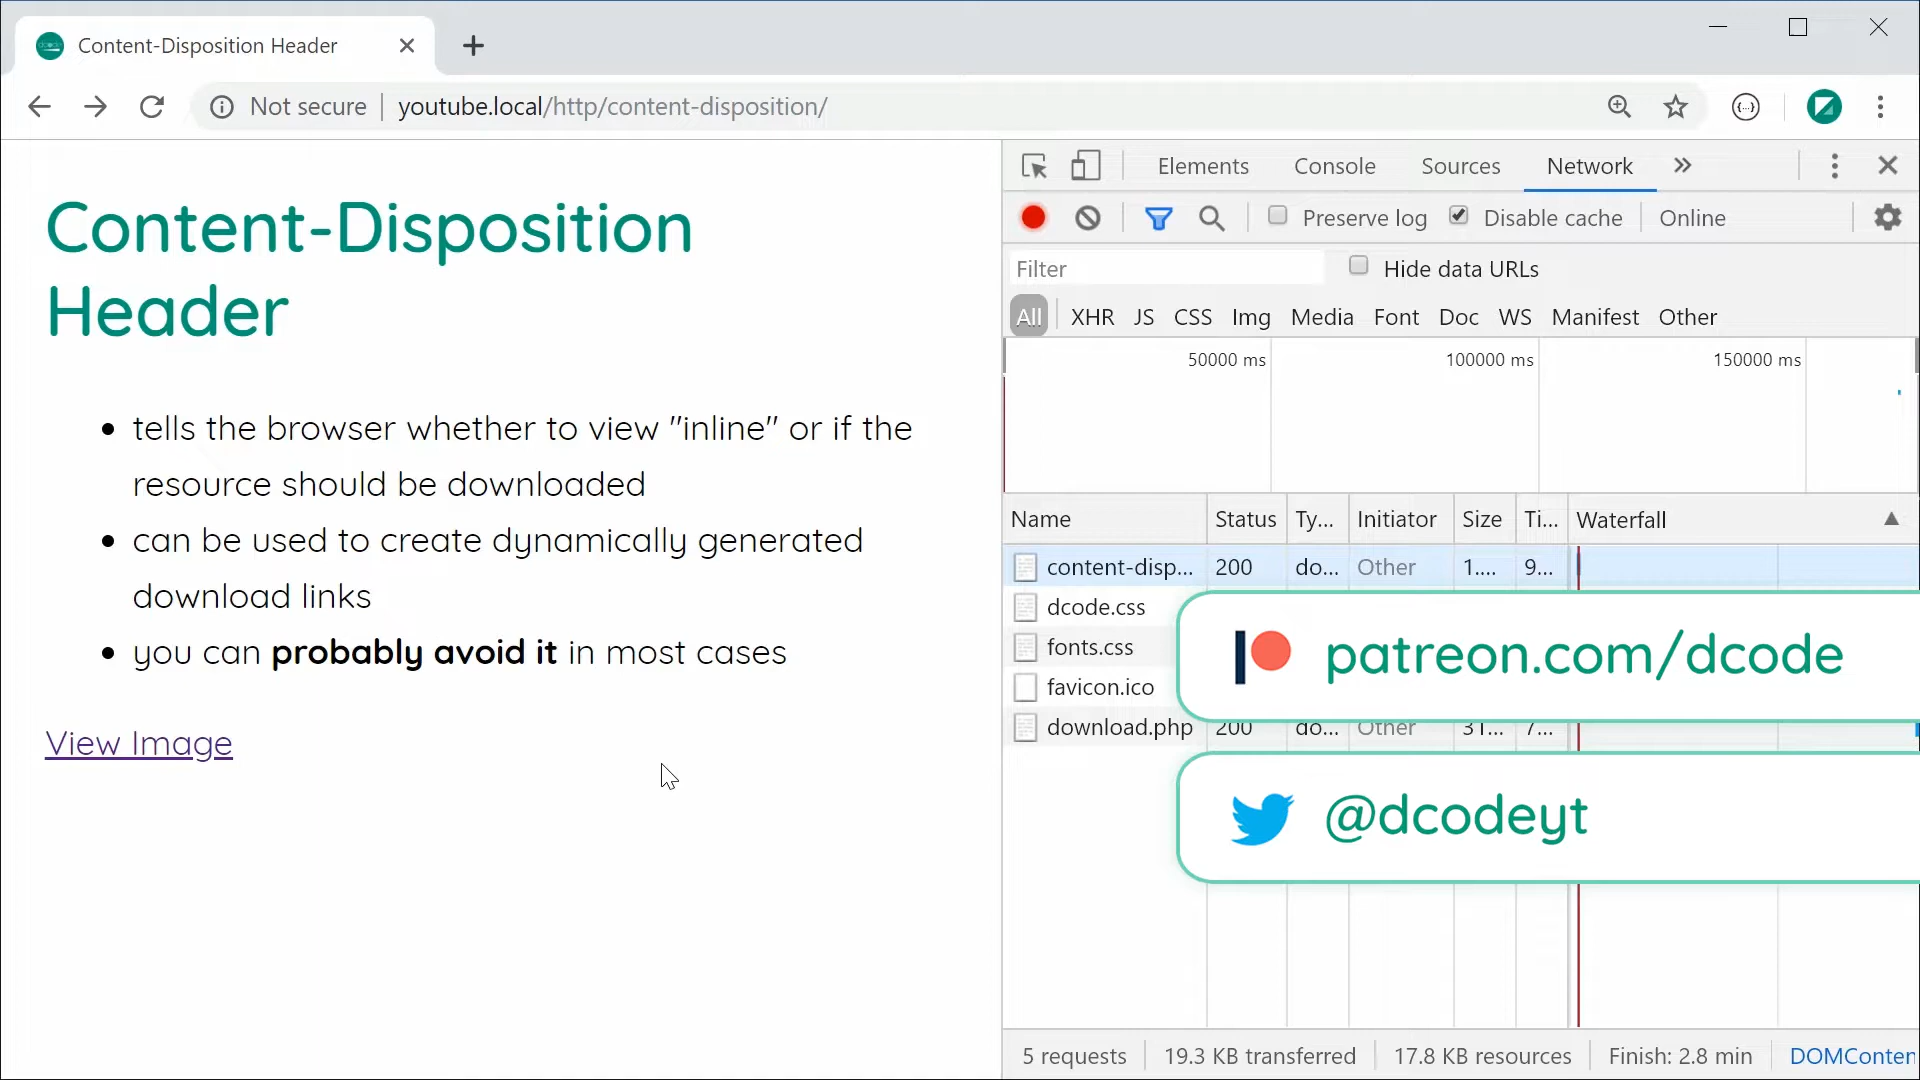 Content-Disposition Header
Not secure youtube.local/http/content-disposition/
Content-Disposition
Header
tells the browser whether to view "inline" or if the
resource should be downloaded
can be used to create dynamically generated
download links
you can probably avoid it in most cases
View Image
Elements Console Sources Network
Preserve log Disable cache Online
Filter Hide data URLs
All XHR JS CSS Img Media Font Doc WS Manifest Other
50000 ms 100000 ms 150000 ms
Name Status Ty... Initiator Size Ti... Waterfall
content-disp... 200 do... Other 1.... 9...
dcode.css
fonts.css
favicon.ico
download.php 200 do... Other 31... 7...
patreon.com/dcode
@dcodeyt
5 requests 19.3 KB transferred 17.8 KB resources Finish: 2.8 min DOMConten